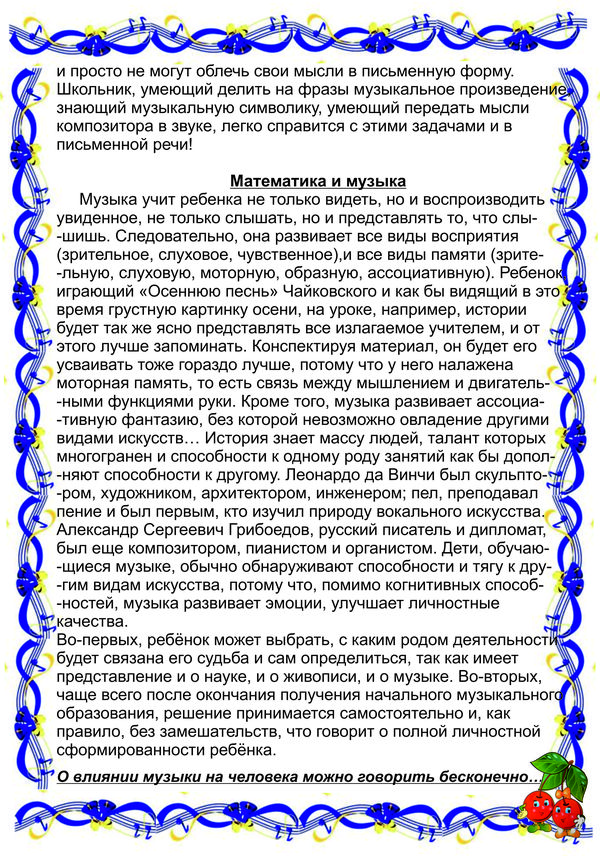 и просто не могут облечь свои мысли в письменную форму.
Школьник, умеющий делить на фразы музыкальное произведение,
знающий музыкальную символику, умеющий передать мысли
композитора в звуке, легко справится с этими задачами и в
письменной речи!
Математика и музыка
Музыка учит ребенка не только видеть, но и воспроизводить
увиденное, не только слышать, но и представлять то, что слы-
-шишь. Следовательно, она развивает все виды восприятия
(зрительное, слуховое, чувственное),и все виды памяти (зрите-
-льную, слуховую, моторную, образную, ассоциативную). Ребенок,
играющий «Осеннюю песнь» Чайковского и как бы видящий в это
время грустную картинку осени, на уроке, например, истории
будет так же ясно представлять все излагаемое учителем, и от
этого лучше запоминать. Конспектируя материал, он будет его
усваивать тоже гораздо лучше, потому что у него налажена
моторная память, то есть связь между мышлением и двигатель-
-ными функциями руки. Кроме того, музыка развивает ассоциа-
-тивную фантазию, без которой невозможно овладение другими
видами искусств… История знает массу людей, талант которых
многогранен и способности к одному роду занятий как бы допол-
-няют способности к другому. Леонардо да Винчи был скульпто-
-ром, художником, архитектором, инженером; пел, преподавал
пение и был первым, кто изучил природу вокального искусства.
Александр Сергеевич Грибоедов, русский писатель и дипломат,
был еще композитором, пианистом и органистом. Дети, обучаю-
-щиеся музыке, обычно обнаруживают способности и тягу к дру-
-гим видам искусства, потому что, помимо когнитивных способ-
-ностей, музыка развивает эмоции, улучшает личностные
качества.
Во-первых, ребёнок может выбрать, с каким родом деятельности
будет связана его судьба и сам определиться, так как имеет
представление и о науке, и о живописи, и о музыке. Во-вторых,
чаще всего после окончания получения начального музыкального
образования, решение принимается самостоятельно и, как
правило, без замешательств, что говорит о полной личностной
сформированности ребёнка.
О влиянии музыки на человека можно говорить бесконечно…